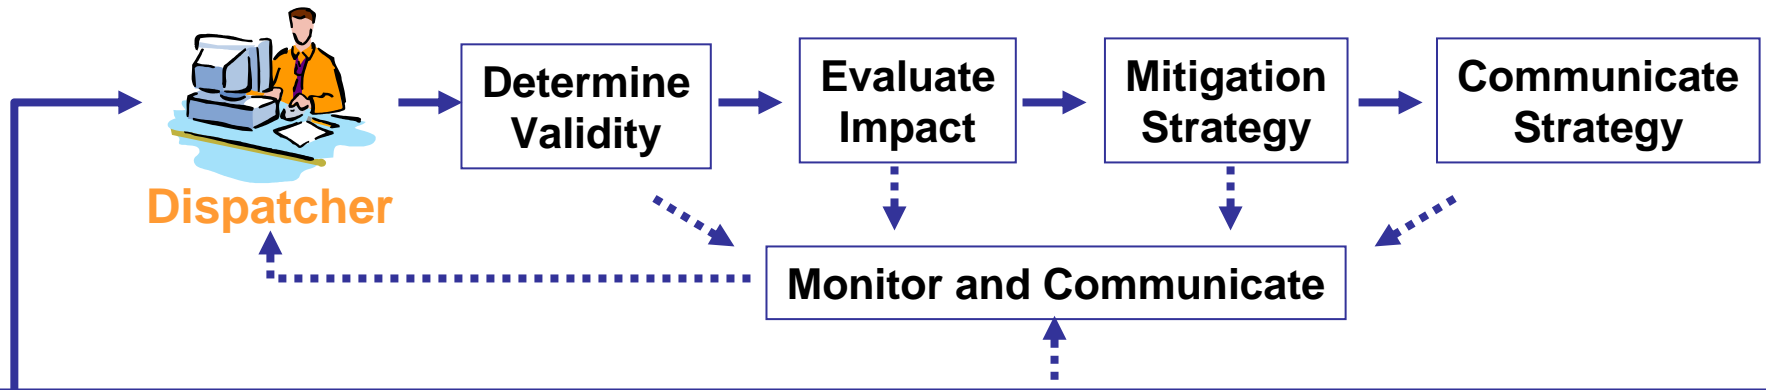 Dispatcher
Determine
Validity
Evaluate
Impact
Mitigation
Strategy
Communicate
Strategy
Monitor and Communicate